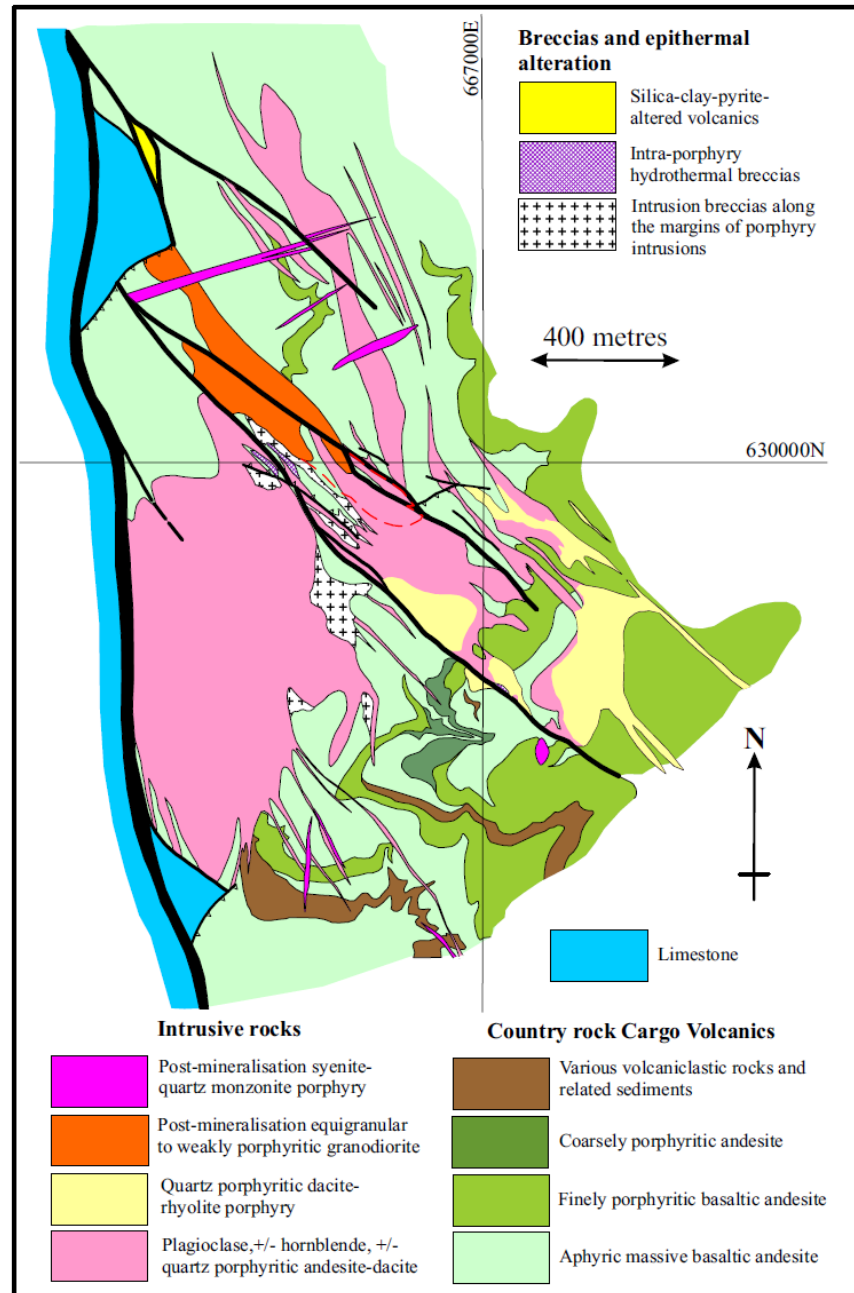 667000E
Breccias and epithermal
alteration
Silica-clay-pyrite-
altered volcanics
Intra-porphyry
hydrothermal breccias
Intrusion breccias along
the margins of porphyry
intrusions
400 metres
630000N
N
Limestone
Intrusive rocks
Post-mineralisation syenite-
quartz monzonite porphyry
Post-mineralisation equigranular
to weakly porphyritic granodiorite
Quartz porphyritic dacite-
rhyolite porphyry
Plagioclase,+/- hornblende, +/-
quartz porphyritic andesite-dacite
Country rock Cargo Volcanics
Various volcaniclastic rocks and
related sediments
Coarsely porphyritic andesite
Finely porphyritic basaltic andesite
Aphyric massive basaltic andesite